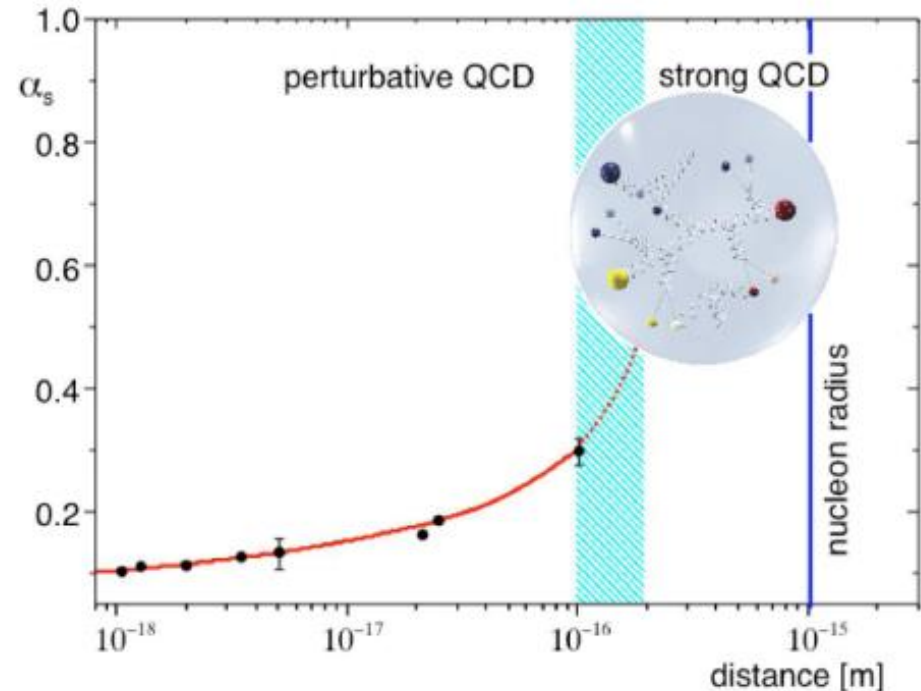 1.0
αs
perturbative QCD
strong QCD
0.8
0.6
0.4
0.2
nucleon radius
10⁻¹⁸
10⁻¹⁷
10⁻¹⁶
10⁻¹⁵
distance [m]